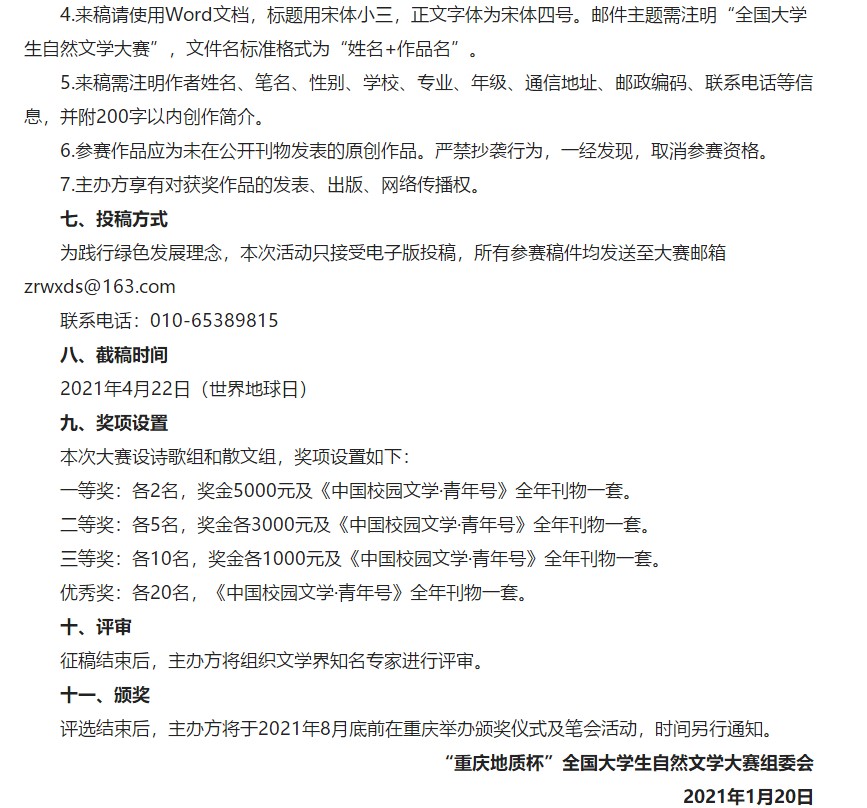 4.来稿请使用Word文档，标题用宋体小三，正文字体为宋体四号。邮件主题需注明“全国大学
生自然文学大赛”，文件名标准格式为“姓名+作品名”。
5.来稿需注明作者姓名、笔名、性别、学校、专业、年级、通信地址、邮政编码、联系电话等信
息，并附200字以内创作简介。
6.参赛作品应为未在公开刊物发表的原创作品。严禁抄袭行为，一经发现，取消参赛资格。
7.主办方享有对获奖作品的发表、出版、网络传播权。
七、投稿方式
为践行绿色发展理念，本次活动只接受电子版投稿，所有参赛稿件均发送至大赛邮箱
zrwxds@163.com
联系电话：010-65389815
八、截稿时间
2021年4月22日（世界地球日）
九、奖项设置
本次大赛设诗歌组和散文组，奖项设置如下：
一等奖：各2名，奖金5000元及《中国校园文学·青年号》全年刊物一套。
二等奖：各5名，奖金各3000元及《中国校园文学·青年号》全年刊物一套。
三等奖：各10名，奖金各1000元及《中国校园文学·青年号》全年刊物一套。
优秀奖：各20名，《中国校园文学·青年号》全年刊物一套。
十、评审
征稿结束后，主办方将组织文学界知名专家进行评审。
十一、颁奖
评选结束后，主办方将于2021年8月底前在重庆举办颁奖仪式及笔会活动，时间另行通知。
“重庆地质杯”全国大学生自然文学大赛组委会
2021年1月20日